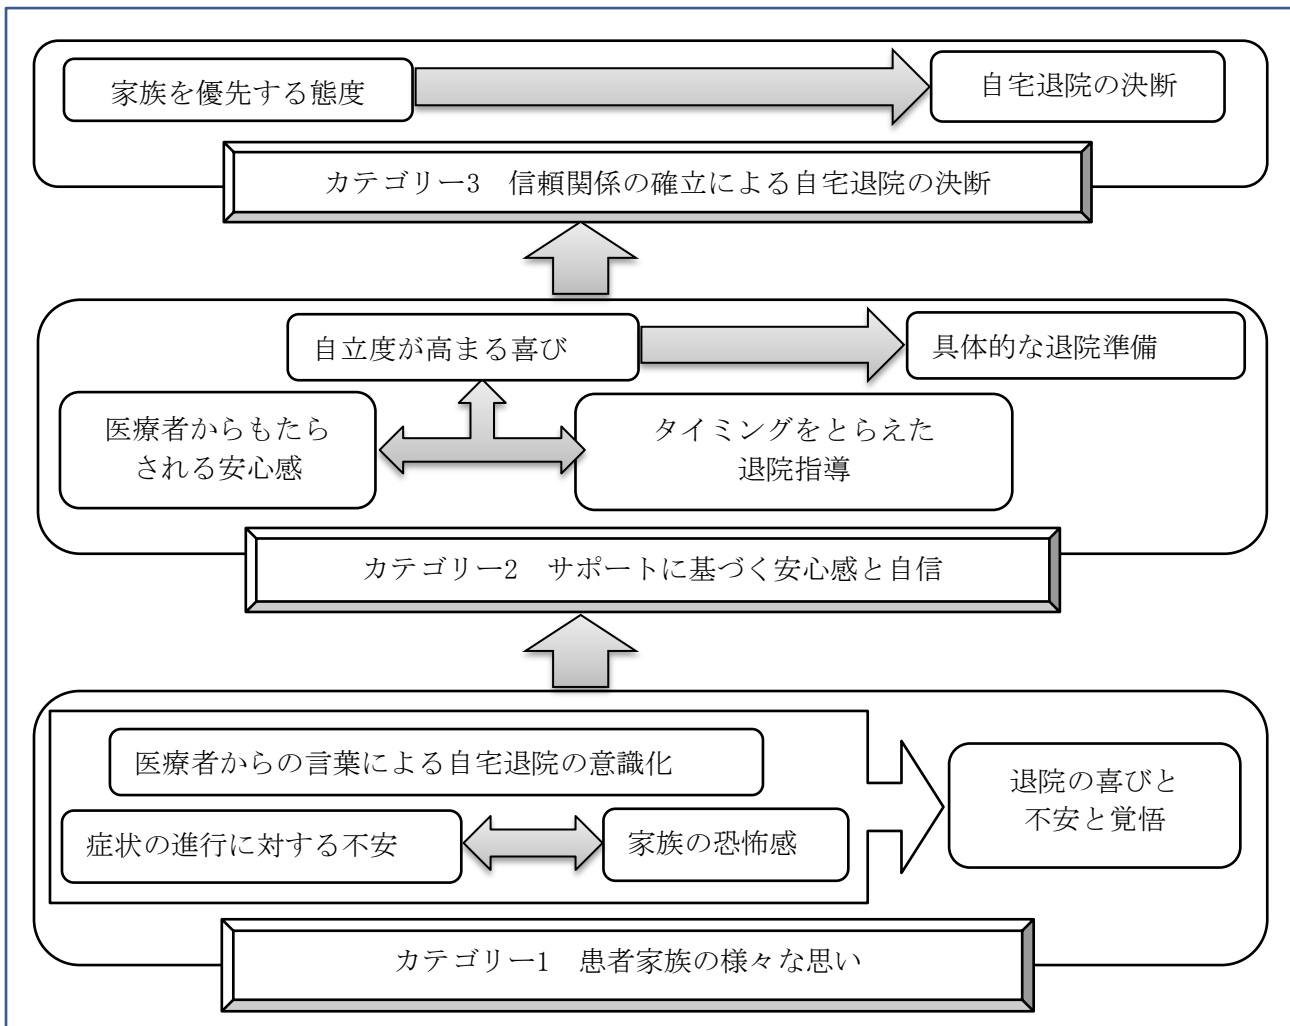 家族を優先する態度
自宅退院の決断
カテゴリー3　信頼関係の確立による自宅退院の決断
自立度が高まる喜び
具体的な退院準備
医療者からもたら
される安心感
タイミングをとらえた
退院指導
カテゴリー2　サポートに基づく安心感と自信
医療者からの言葉による自宅退院の意識化
症状の進行に対する不安
家族の恐怖感
退院の喜びと
不安と覚悟
カテゴリー1　患者家族の様々な思い